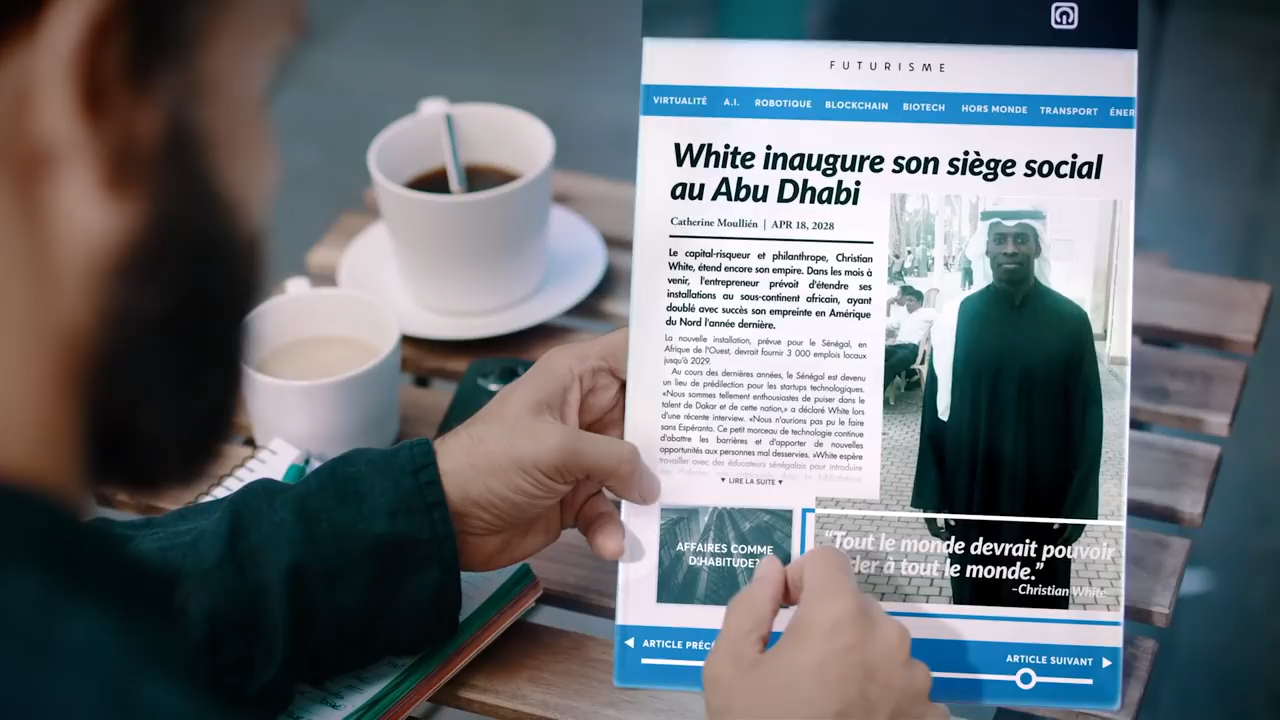 FUTURISME
VIRTUALITÉ A.I. ROBOTIQUE BLOCKCHAIN BIOTECH HORS MONDE TRANSPORT ÉNER
White inaugure son siège social
au Abu Dhabi
Catherine Moullién | APR 18, 2028
Le capital-risqueur et philanthrope, Christian
White, étend encore son empire. Dans les mois à
venir, l'entrepreneur prévoit d'étendre ses
installations au sous-continent africain, ayant
doublé avec succès son empreinte en Amérique
du Nord l'année dernière.
La nouvelle installation, prévue pour le Sénégal, en
Afrique de l'Ouest, devrait fournir 3 000 emplois locaux
jusqu'à 2029.
Au cours des dernières années, le Sénégal est devenu
un lieu de prédilection pour les startups technologiques.
«Nous sommes tellement enthousiastes de puiser dans le
talent de Dakar et de cette nation,» a déclaré White lors
d'une récente interview. «Nous n'aurions pas pu le faire
sans Espéranto. Ce petit morceau de technologie continue
d'abattre les barrières et d'apporter de nouvelles
opportunités aux personnes mal desservies. »White espère
travailler avec des éducateurs sénégalais pour introduire
▼ LIRE LA SUITE ▼
AFFAIRES COMME
D'HABITUDE?
“Tout le monde devrait pouvoir
ler à tout le monde.”
–Christian White
◀ ARTICLE PRÉCÉ
ARTICLE SUIVANT ▶